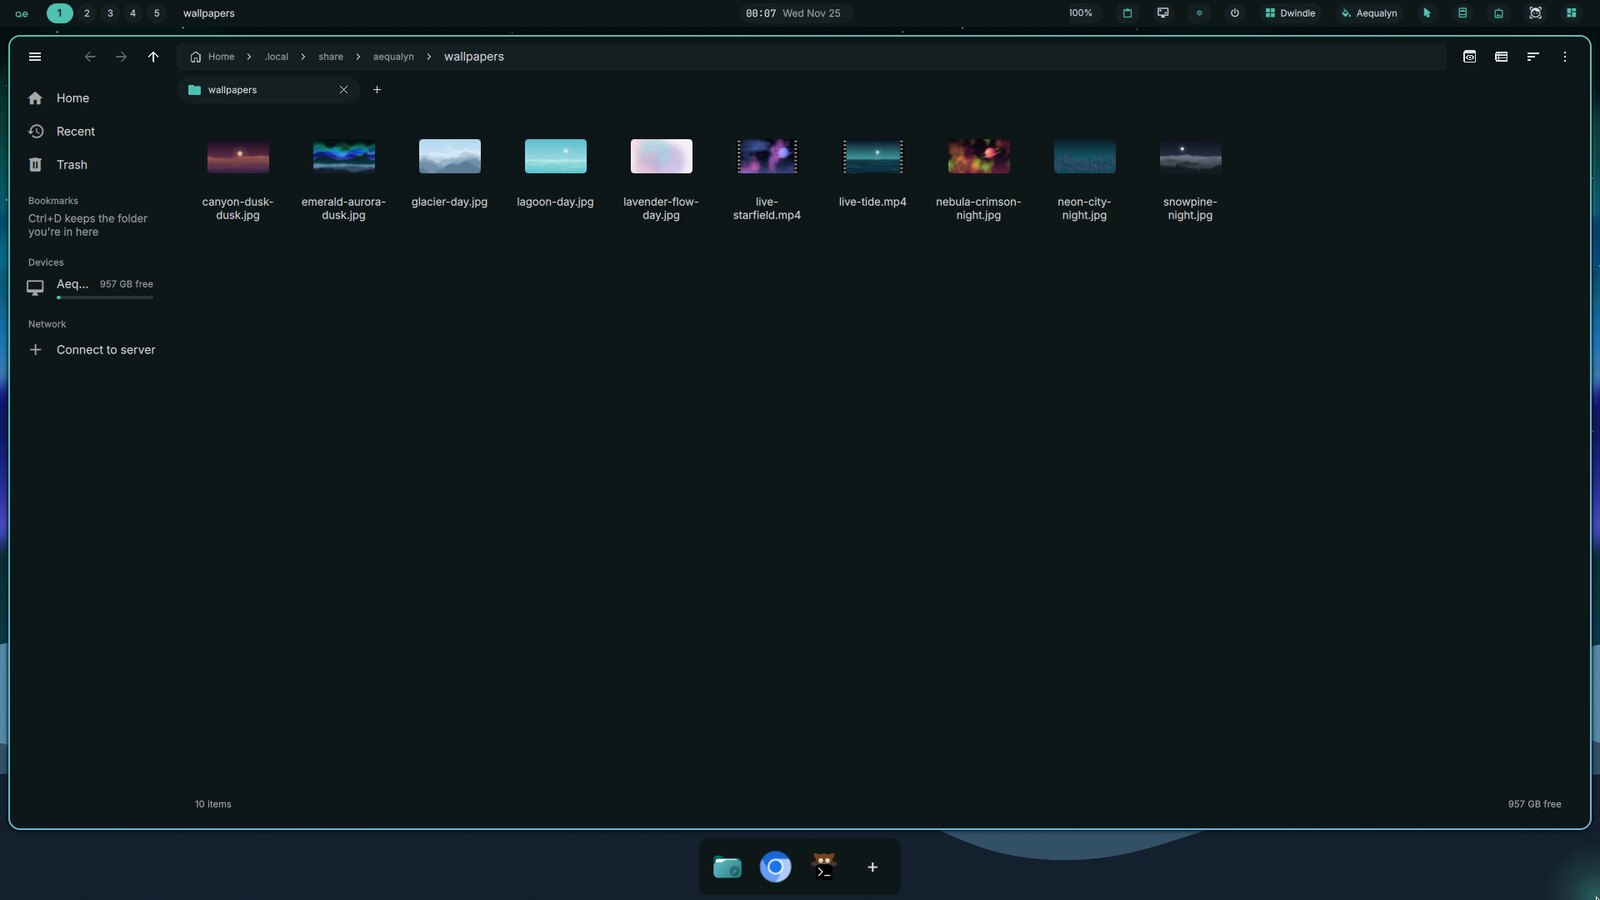 ae 1 2 3 4 5 wallpapers 00:07 Wed Nov 25 100% Dwindle Aequalyn
Home > .local > share > aequalyn > wallpapers
wallpapers
Home
Recent
Trash
Bookmarks
Ctrl+D keeps the folder
you're in here
Devices
Aeq... 957 GB free
Network
Connect to server
canyon-dusk-
dusk.jpg
emerald-aurora-
dusk.jpg
glacier-day.jpg
lagoon-day.jpg
lavender-flow-
day.jpg
live-
starfield.mp4
live-tide.mp4
nebula-crimson-
night.jpg
neon-city-
night.jpg
snowpine-
night.jpg
10 items
957 GB free